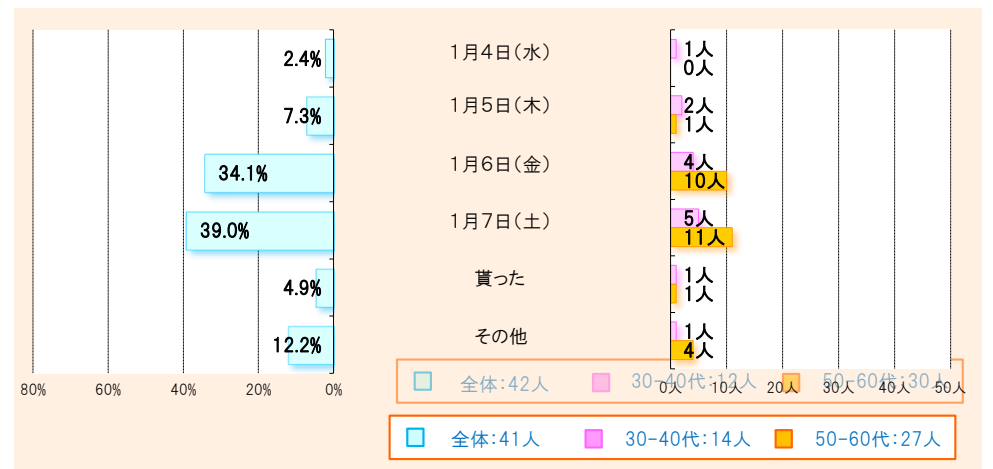 2.4% 1月4日(水) 1人
0人
7.3% 1月5日(木) 2人
1人
34.1% 1月6日(金) 4人
10人
39.0% 1月7日(土) 5人
11人
4.9% 貰った 1人
1人
12.2% その他 1人
4人
全体:42人 30-40代:12人 50-60代:30人
80% 60% 40% 20% 0% 0人 10人 20人 30人 40人 50人
全体:41人 30-40代:14人 50-60代:27人